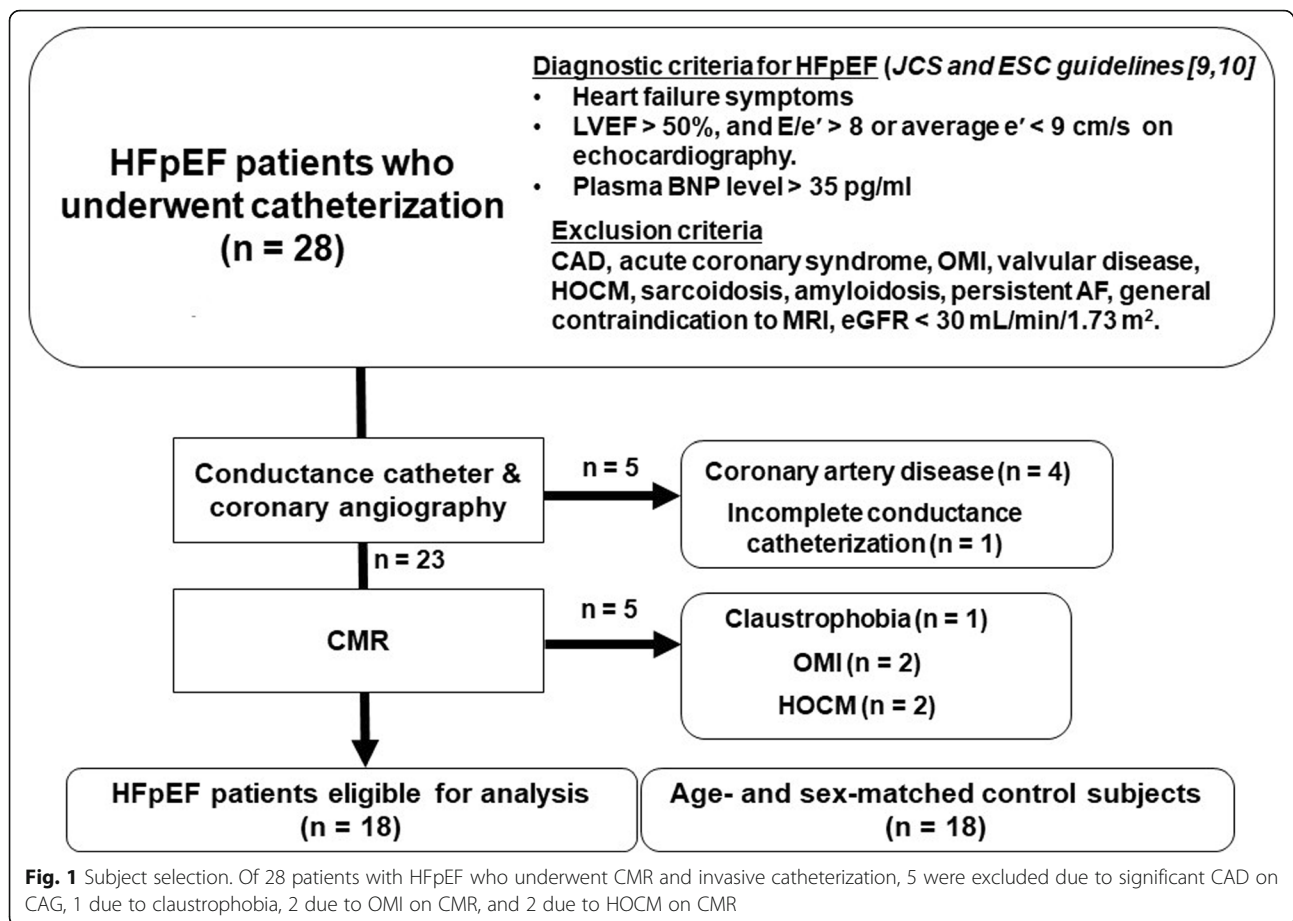 HFpEF patients who
underwent catheterization
(n = 28)
Diagnostic criteria for HFpEF (JCS and ESC guidelines [9,10]
• Heart failure symptoms
• LVEF > 50%, and E/e′ > 8 or average e′ < 9 cm/s on
echocardiography.
• Plasma BNP level > 35 pg/ml
Exclusion criteria
CAD, acute coronary syndrome, OMI, valvular disease,
HOCM, sarcoidosis, amyloidosis, persistent AF, general
contraindication to MRI, eGFR < 30 mL/min/1.73 m².
Conductance catheter &
coronary angiography
n = 5
Coronary artery disease (n = 4)
Incomplete conductance
catheterization (n = 1)
n = 23
CMR
n = 5
Claustrophobia (n = 1)
OMI (n = 2)
HOCM (n = 2)
HFpEF patients eligible for analysis
(n = 18)
Age- and sex-matched control subjects
(n = 18)
Fig. 1 Subject selection. Of 28 patients with HFpEF who underwent CMR and invasive catheterization, 5 were excluded due to significant CAD on
CAG, 1 due to claustrophobia, 2 due to OMI on CMR, and 2 due to HOCM on CMR